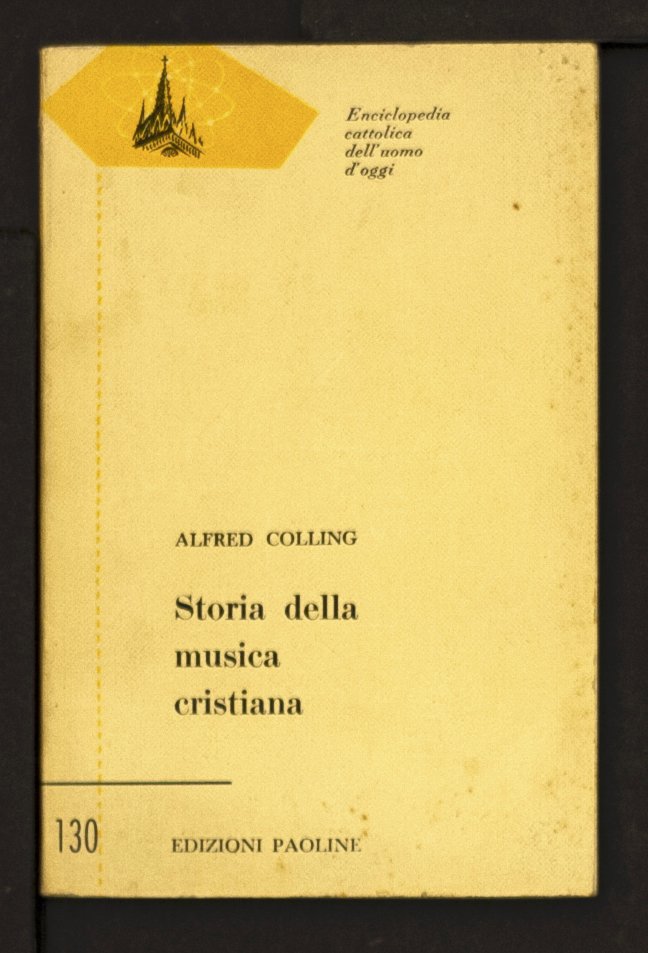 Enciclopedia
cattolica
dell'uomo
d'oggi
ALFRED COLLING
Storia della
musica
cristiana
130
EDIZIONI PAOLINE